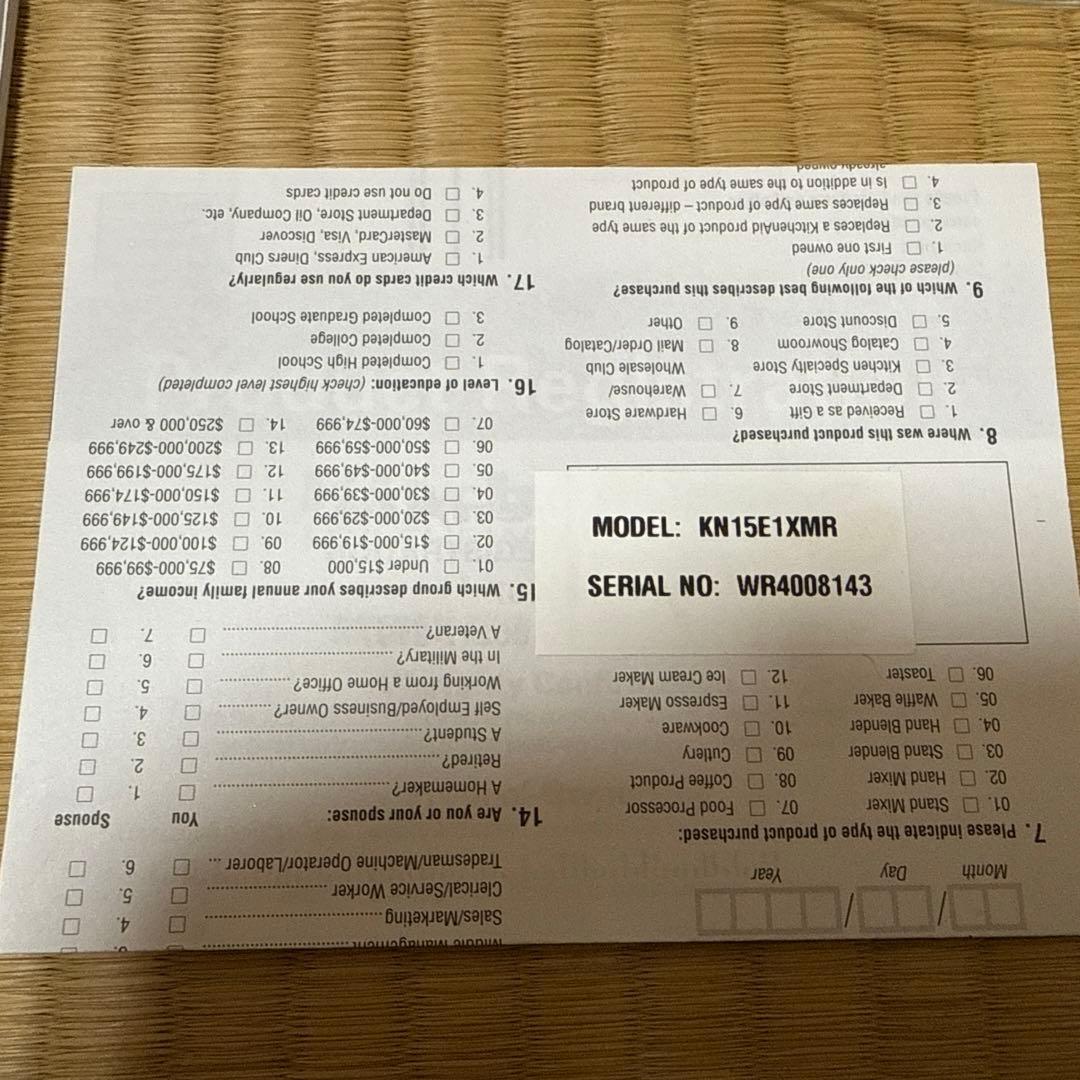 / /
Month Day Year
7. Please indicate the type of product purchased:
01. Stand Mixer 07. Food Processor
02. Hand Mixer 08. Coffee Product
03. Stand Blender 09. Cutlery
04. Hand Blender 10. Cookware
05. Waffle Baker 11. Espresso Maker
06. Toaster 12. Ice Cream Maker
MODEL: KN15E1XMR
SERIAL NO: WR4008143
8. Where was this product purchased?
1. Received as a Gift 6. Hardware Store
2. Department Store 7. Warehouse/
3. Kitchen Specialty Store Wholesale Club
4. Catalog Showroom 8. Mail Order/Catalog
5. Discount Store 9. Other
9. Which of the following best describes this purchase?
(please check only one)
1. First one owned
2. Replaces a KitchenAid product of the same type
3. Replaces same type of product – different brand
4. Is in addition to the same type of product
already owned
Middle Management
Sales/Marketing 4.
Clerical/Service Worker 5.
Tradesman/Machine Operator/Laborer ... 6.
14. Are you or your spouse: You Spouse
A Homemaker? 1.
Retired? 2.
A Student? 3.
Self Employed/Business Owner? 4.
Working from a Home Office? 5.
In the Military? 6.
A Veteran? 7.
15. Which group describes your annual family income?
01. Under $15,000 08. $75,000-$99,999
02. $15,000-$19,999 09. $100,000-$124,999
03. $20,000-$29,999 10. $125,000-$149,999
04. $30,000-$39,999 11. $150,000-$174,999
05. $40,000-$49,999 12. $175,000-$199,999
06. $50,000-$59,999 13. $200,000-$249,999
07. $60,000-$74,999 14. $250,000 & over
16. Level of education: (check highest level completed)
1. Completed High School
2. Completed College
3. Completed Graduate School
17. Which credit cards do you use regularly?
1. American Express, Diners Club
2. MasterCard, Visa, Discover
3. Department Store, Oil Company, etc.
4. Do not use credit cards